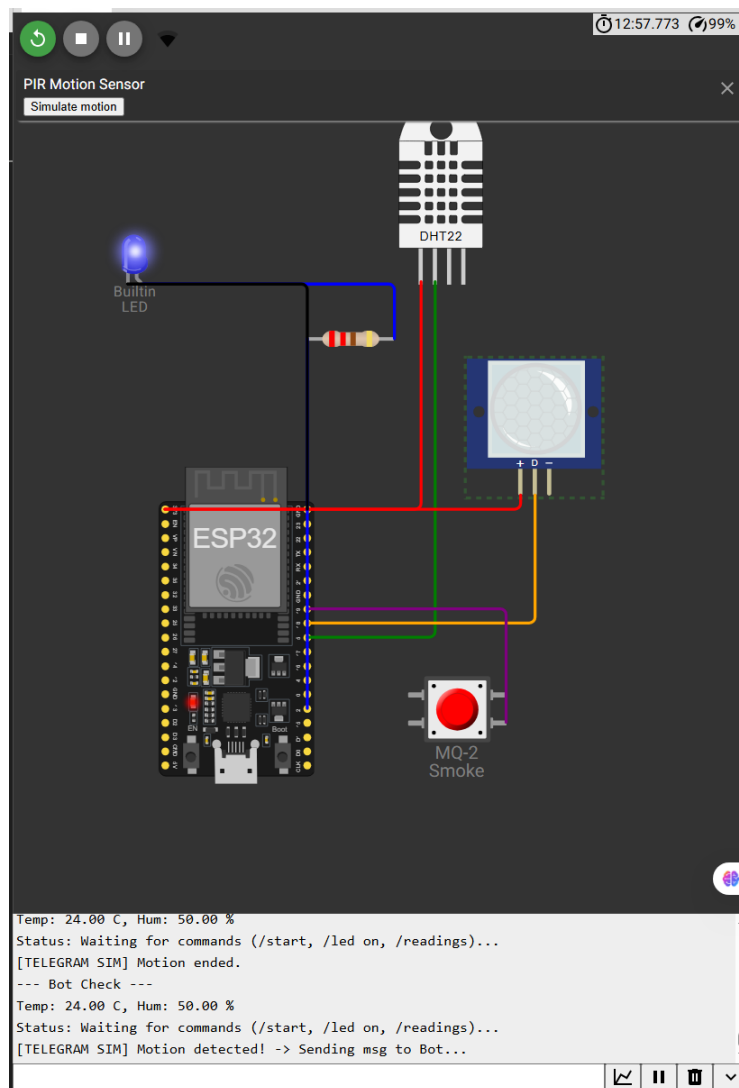 12:57.773 99%
PIR Motion Sensor
Simulate motion
DHT22
Builtin
LED
+ D −
ESP32
EN
Boot
MQ-2
Smoke
Temp: 24.00 C, Hum: 50.00 %
Status: Waiting for commands (/start, /led on, /readings)...
[TELEGRAM SIM] Motion ended.
--- Bot Check ---
Temp: 24.00 C, Hum: 50.00 %
Status: Waiting for commands (/start, /led on, /readings)...
[TELEGRAM SIM] Motion detected! -> Sending msg to Bot...